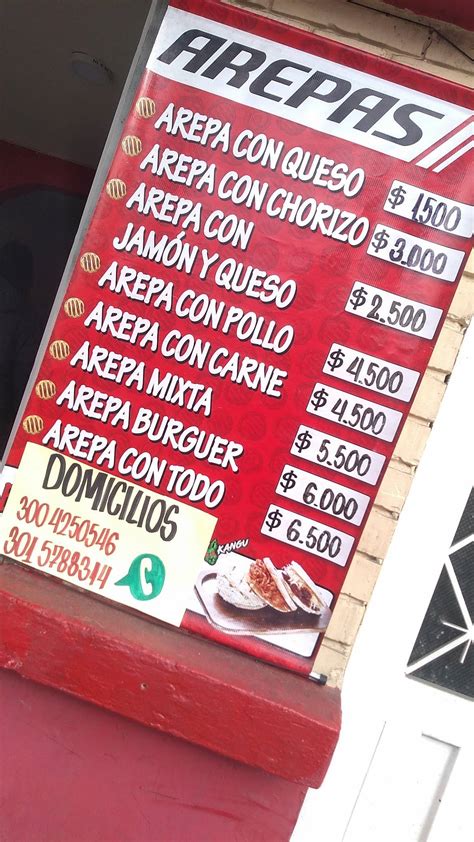 AREPAS
AREPA CON QUESO $ 1.500
AREPA CON CHORIZO $ 3.000
AREPA CON
JAMÓN Y QUESO $ 2.500
AREPA CON POLLO $ 4.500
AREPA CON CARNE $ 4.500
AREPA MIXTA $ 5.500
AREPA BURGUER $ 6.000
AREPA CON TODO $ 6.500
DOMICILIOS
300 4250546
301 5788314
KANGU